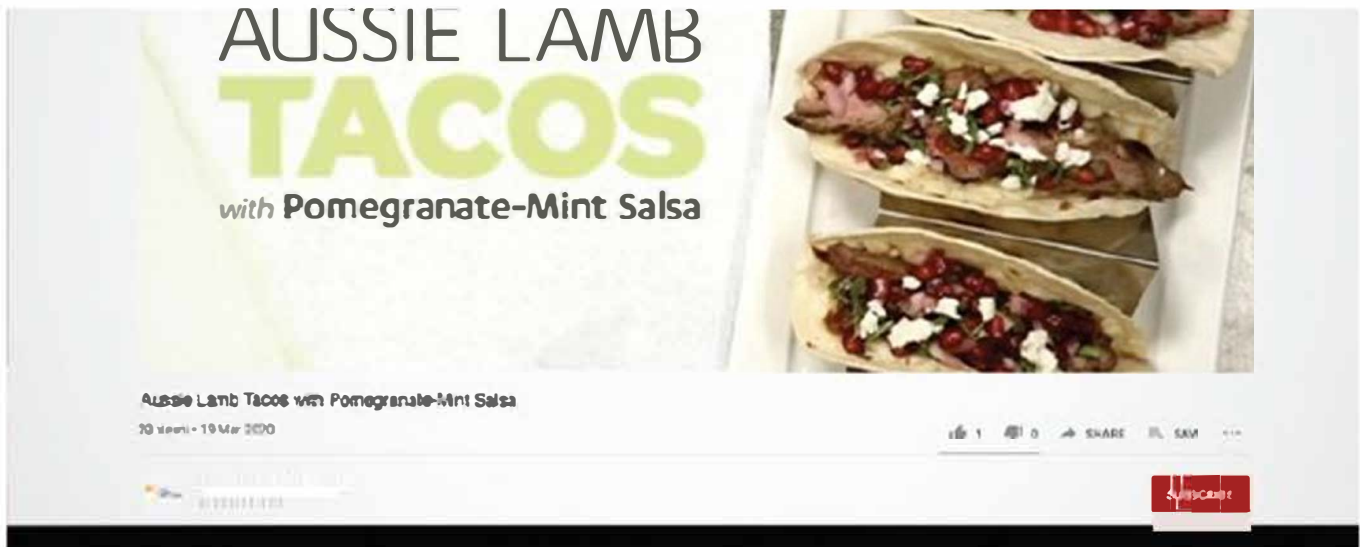 AUSSIE LAMB
TACOS
with Pomegranate-Mint Salsa
Aussie Lamb Tacos with Pomegranate-Mint Salsa
19 Mar 2020
1 0 SHARE SAVE
SUBSCRIBE